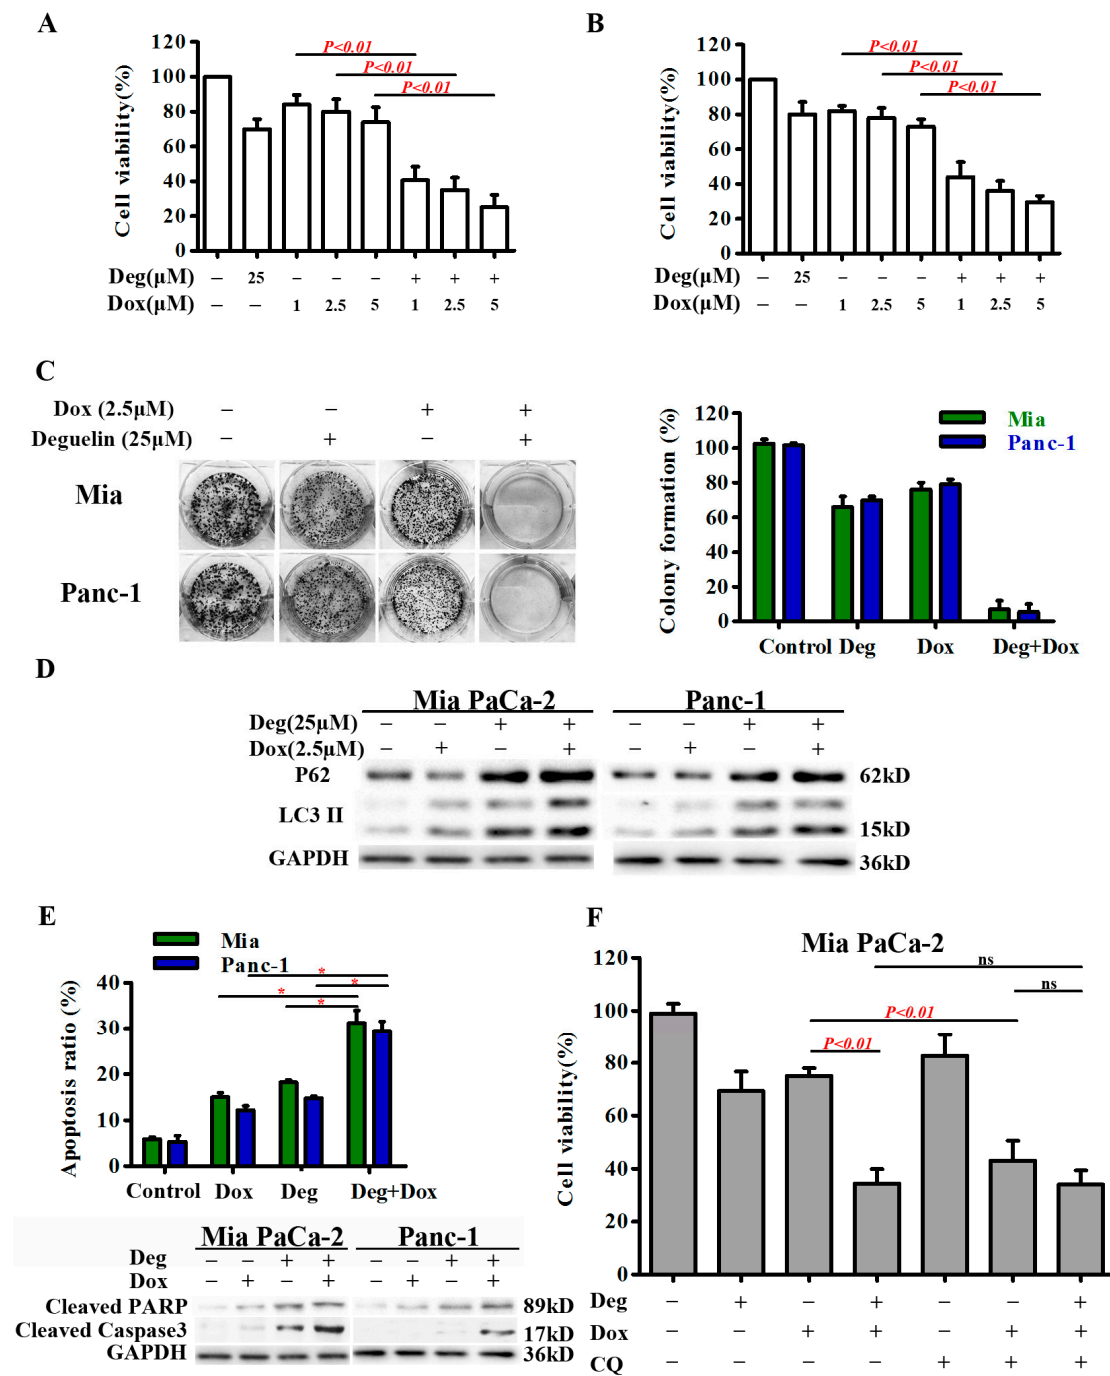 A
P<0.01
P<0.01
P<0.01
Cell viability(%)
120
100
80
60
40
20
0
Deg(μM) – 25 – – – + + +
Dox(μM) – – 1 2.5 5 1 2.5 5
B
P<0.01
P<0.01
P<0.01
Cell viability(%)
120
100
80
60
40
20
0
Deg(μM) – 25 – – – + + +
Dox(μM) – – 1 2.5 5 1 2.5 5
C
Dox (2.5μM) – – + +
Deguelin (25μM) – + – +
Mia
Panc-1
Colony formation (%)
120
100
80
60
40
20
0
Mia
Panc-1
Control Deg Dox Deg+Dox
D
Mia PaCa-2 Panc-1
Deg(25μM) – – + + – – + +
Dox(2.5μM) – + – + – + – +
P62 62kD
LC3 II
15kD
GAPDH 36kD
E
Mia
Panc-1
Apoptosis ratio (%)
40
30
20
10
0
*
*
*
*
Control Dox Deg Deg+Dox
Mia PaCa-2 Panc-1
Deg – – + + – – + +
Dox – + – + – + – +
Cleaved PARP 89kD
Cleaved Caspase3 17kD
GAPDH 36kD
F
Mia PaCa-2
ns
ns
P<0.01
P<0.01
Cell viability(%)
120
100
80
60
40
20
0
Deg – + – + – – +
Dox – – + + – + +
CQ – – – – + + +